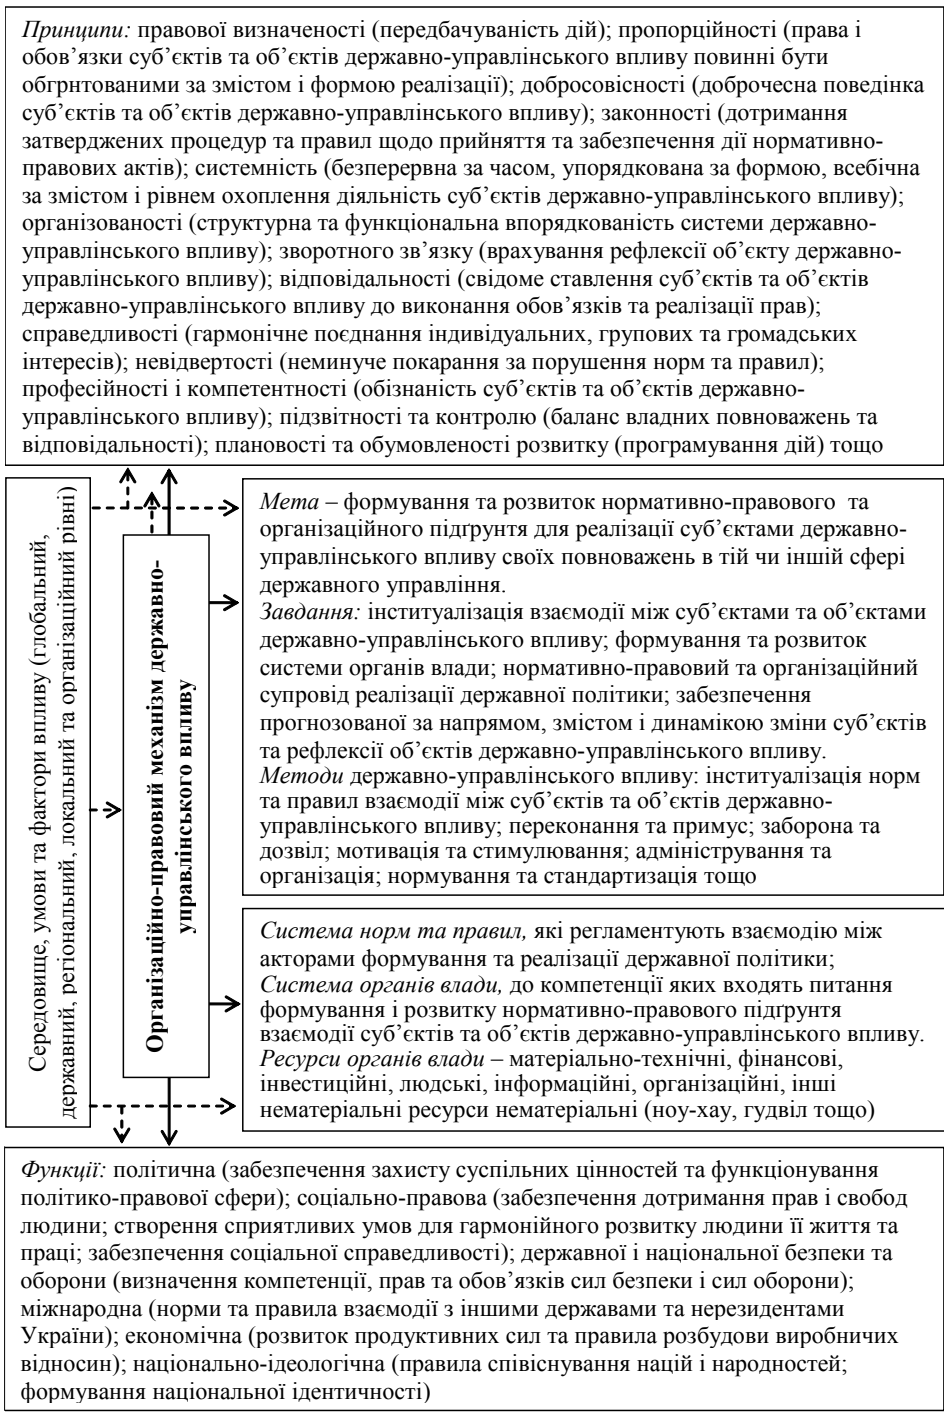 Принципи: правової визначеності (передбачуваність дій); пропорційності (права і
обов’язки суб’єктів та об’єктів державно-управлінського впливу повинні бути
обгрнтованими за змістом і формою реалізації); добросовісності (доброчесна поведінка
суб’єктів та об’єктів державно-управлінського впливу); законності (дотримання
затверджених процедур та правил щодо прийняття та забезпечення дії нормативно-
правових актів); системність (безперервна за часом, упорядкована за формою, всебічна
за змістом і рівнем охоплення діяльність суб’єктів державно-управлінського впливу);
організованості (структурна та функціональна впорядкованість системи державно-
управлінського впливу); зворотного зв’язку (врахування рефлексії об’єкту державно-
управлінського впливу); відповідальності (свідоме ставлення суб’єктів та об’єктів
державно-управлінського впливу до виконання обов’язків та реалізації прав);
справедливості (гармонічне поєднання індивідуальних, групових та громадських
інтересів); невідвертості (неминуче покарання за порушення норм та правил);
професійності і компетентності (обізнаність суб’єктів та об’єктів державно-
управлінського впливу); підзвітності та контролю (баланс владних повноважень та
відповідальності); плановості та обумовленості розвитку (програмування дій) тощо
Середовище, умови та фактори впливу (глобальний,
державний, регіональний, локальний та організаційний рівні)
Організаційно-правовий механізм державно-
управлінського впливу
Мета – формування та розвиток нормативно-правового та
організаційного підґрунтя для реалізації суб’єктами державно-
управлінського впливу своїх повноважень в тій чи іншій сфері
державного управління.
Завдання: інституалізація взаємодії між суб’єктами та об’єктами
державно-управлінського впливу; формування та розвиток
системи органів влади; нормативно-правовий та організаційний
супровід реалізації державної політики; забезпечення
прогнозованої за напрямом, змістом і динамікою зміни суб’єктів
та рефлексії об’єктів державно-управлінського впливу.
Методи державно-управлінського впливу: інституалізація норм
та правил взаємодії між суб’єктів та об’єктів державно-
управлінського впливу; переконання та примус; заборона та
дозвіл; мотивація та стимулювання; адміністрування та
організація; нормування та стандартизація тощо
Система норм та правил, які регламентують взаємодію між
акторами формування та реалізації державної політики;
Система органів влади, до компетенції яких входять питання
формування і розвитку нормативно-правового підґрунтя
взаємодії суб’єктів та об’єктів державно-управлінського впливу.
Ресурси органів влади – матеріально-технічні, фінансові,
інвестиційні, людські, інформаційні, організаційні, інші
нематеріальні ресурси нематеріальні (ноу-хау, гудвіл тощо)
Функції: політична (забезпечення захисту суспільних цінностей та функціонування
політико-правової сфери); соціально-правова (забезпечення дотримання прав і свобод
людини; створення сприятливих умов для гармонійного розвитку людини її життя та
праці; забезпечення соціальної справедливості); державної і національної безпеки та
оборони (визначення компетенції, прав та обов’язків сил безпеки і сил оборони);
міжнародна (норми та правила взаємодії з іншими державами та нерезидентами
України); економічна (розвиток продуктивних сил та правила розбудови виробничих
відносин); національно-ідеологічна (правила співіснування націй і народностей;
формування національної ідентичності)